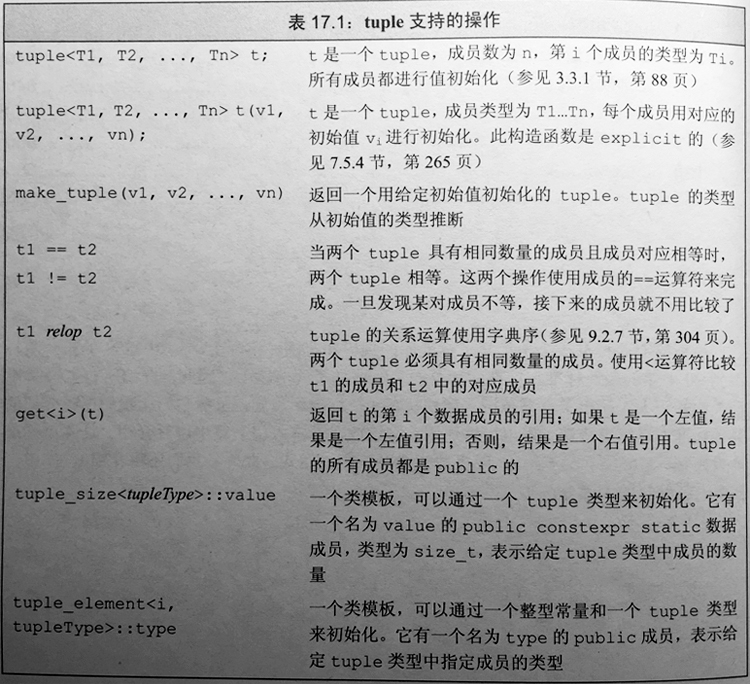 表 17.1：tuple 支持的操作
tuple<T1, T2, ..., Tn> t;
t 是一个 tuple，成员数为 n，第 i 个成员的类型为 Ti。
所有成员都进行值初始化（参见 3.3.1 节，第 88 页）
tuple<T1, T2, ..., Tn> t(v1,
v2, ..., vn);
t 是一个 tuple，成员类型为 T1…Tn，每个成员用对应的
初始值 vi 进行初始化。此构造函数是 explicit 的（参
见 7.5.4 节，第 265 页）
make_tuple(v1, v2, ..., vn)
返回一个用给定初始值初始化的 tuple。tuple 的类型
从初始值的类型推断
t1 == t2
t1 != t2
当两个 tuple 具有相同数量的成员且成员对应相等时，
两个 tuple 相等。这两个操作使用成员的==运算符来完
成。一旦发现某对成员不等，接下来的成员就不用比较了
t1 relop t2
tuple 的关系运算使用字典序（参见 9.2.7 节，第 304 页）。
两个 tuple 必须具有相同数量的成员。使用<运算符比较
t1 的成员和 t2 中的对应成员
get<i>(t)
返回 t 的第 i 个数据成员的引用；如果 t 是一个左值，结
果是一个左值引用；否则，结果是一个右值引用。tuple
的所有成员都是 public 的
tuple_size<tupleType>::value
一个类模板，可以通过一个 tuple 类型来初始化。它有
一个名为 value 的 public constexpr static 数据
成员，类型为 size_t，表示给定 tuple 类型中成员的数
量
tuple_element<i,
tupleType>::type
一个类模板，可以通过一个整型常量和一个 tuple 类型
来初始化。它有一个名为 type 的 public 成员，表示给
定 tuple 类型中指定成员的类型